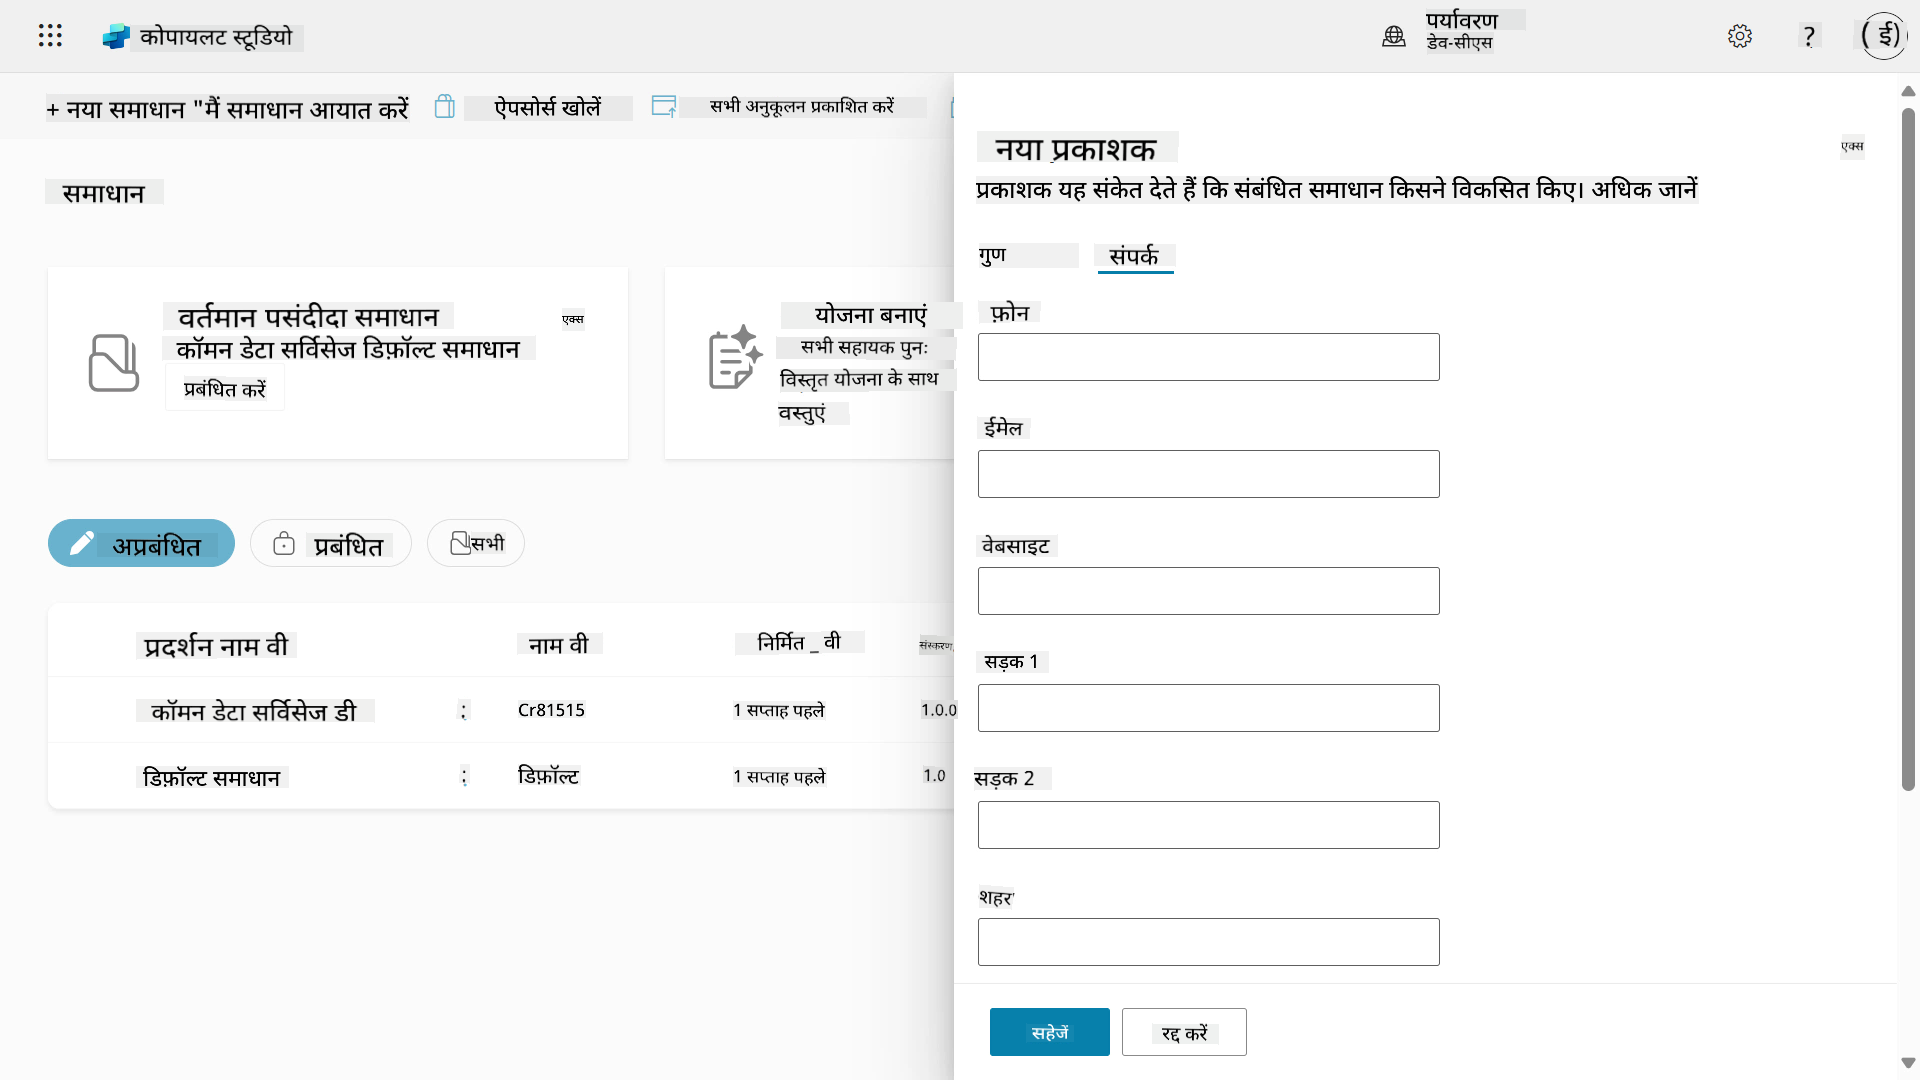 कोपायलट स्टूडियो
पर्यावरण
डेव-सीएस
?
( ई)
+ नया समाधान "मैं समाधान आयात करें
ऐपसोर्स खोलें
सभी अनुकूलन प्रकाशित करें
समाधान
वर्तमान पसंदीदा समाधान
एक्स
कॉमन डेटा सर्विसेज डिफ़ॉल्ट समाधान
प्रबंधित करें
योजना बनाएं
सभी सहायक पुनः
विस्तृत योजना के साथ
वस्तुएं
अप्रबंधित
प्रबंधित
सभी
प्रदर्शन नाम वी
नाम वी
निर्मित _ वी
संस्करण
कॉमन डेटा सर्विसेज डी
:
Cr81515
1 सप्ताह पहले
1.0.0
डिफ़ॉल्ट समाधान
:
डिफ़ॉल्ट
1 सप्ताह पहले
1.0
नया प्रकाशक
एक्स
प्रकाशक यह संकेत देते हैं कि संबंधित समाधान किसने विकसित किए। अधिक जानें
गुण
संपर्क
फ़ोन
ईमेल
वेबसाइट
सड़क 1
सड़क 2
शहर'
सहेजें
रद्द करें